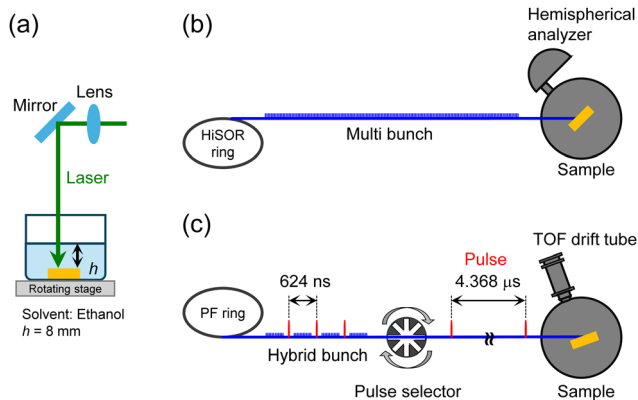 (a)
Mirror
Lens
Laser
h
Rotating stage
Solvent: Ethanol
h = 8 mm
(b)
Hemispherical
analyzer
HiSOR
ring
Multi bunch
Sample
(c)
TOF drift tube
Pulse
624 ns
4.368 μs
PF ring
Hybrid bunch
Pulse selector
Sample